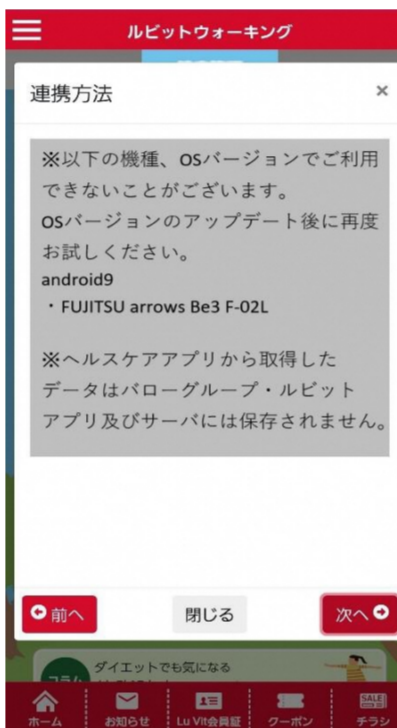 ルビットウォーキング
連携方法
×
※以下の機種、OSバージョンでご利用
できないことがございます。
OSバージョンのアップデート後に再度
お試しください。
android9
・FUJITSU arrows Be3 F-02L
※ヘルスケアアプリから取得した
データはバローグループ・ルビット
アプリ及びサーバには保存されません。
前へ
閉じる
次へ
コラム
ダイエットでも気になる
ホーム
お知らせ
Lu Vit会員証
クーポン
SALE
チラシ